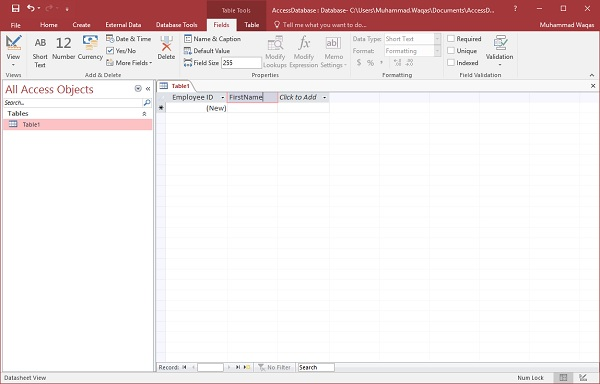 Table Tools
AccessDatabase : Database- C:\Users\Muhammad.Waqas\Documents\AccessD...
?
File Home Create External Data Database Tools Fields Table Tell me what you want to do... Muhammad Waqas
View
AB Short Text
12 Number
Currency
Date & Time
Yes/No
More Fields
Delete
Name & Caption
Default Value
Field Size 255
Modify Lookups
fx Modify Expression
ab Memo Settings
Data Type: Short Text
Format: Formatting
$ % ,
Required
Unique
Indexed
Validation
Views Add & Delete Properties Formatting Field Validation
All Access Objects
Search...
Tables
Table1
Table1
Employee ID FirstName Click to Add
(New)
Record: No Filter Search
Datasheet View Num Lock